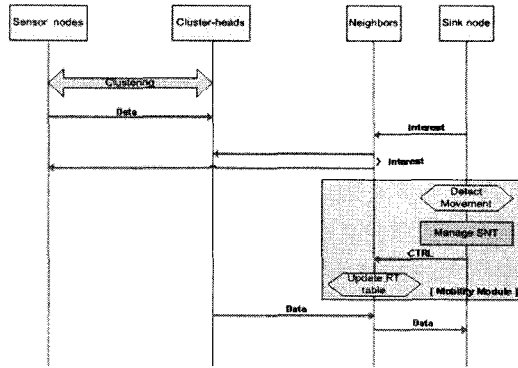 Sensor nodes
Cluster-heads
Neighbors
Sink node
Clustering
Data
Interest
Interest
Detect
Movement
Manage SNT
CTRL
Update RT
table
[ Mobility Module ]
Data
Data